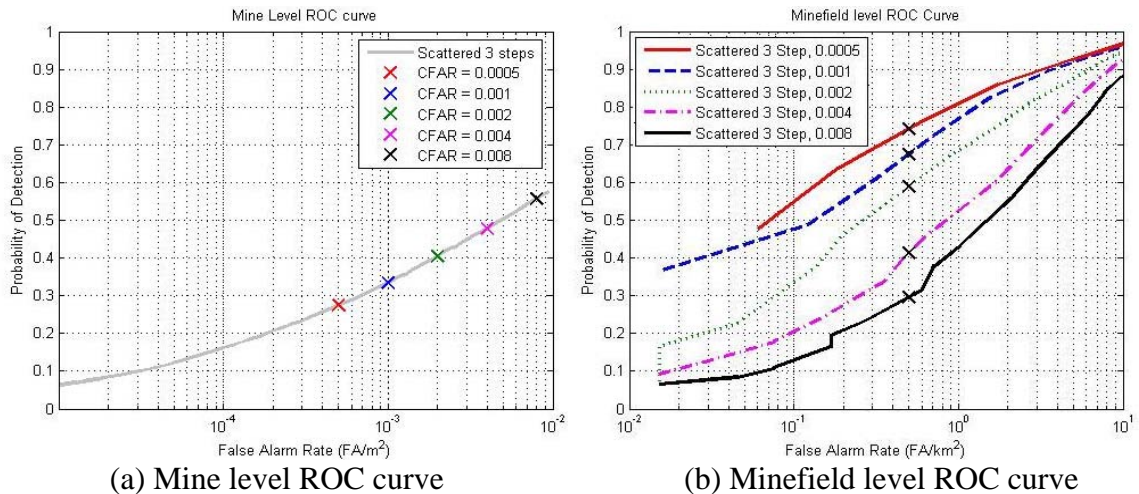 Mine Level ROC curve
1
0.9
0.8
0.7
0.6
0.5
0.4
0.3
0.2
0.1
0
Probability of Detection
Scattered 3 steps
CFAR = 0.0005
CFAR = 0.001
CFAR = 0.002
CFAR = 0.004
CFAR = 0.008
10^-4
10^-3
10^-2
False Alarm Rate (FA/m²)
(a) Mine level ROC curve
Minefield level ROC Curve
1
0.9
0.8
0.7
0.6
0.5
0.4
0.3
0.2
0.1
0
Probability of Detection
Scattered 3 Step, 0.0005
Scattered 3 Step, 0.001
Scattered 3 Step, 0.002
Scattered 3 Step, 0.004
Scattered 3 Step, 0.008
10^-2
10^-1
10^0
10^1
False Alarm Rate (FA/km²)
(b) Minefield level ROC curve